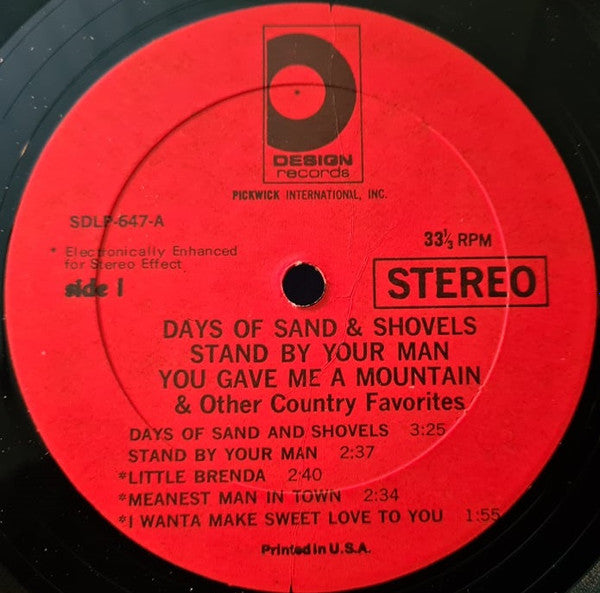 DESIGN
records
PICKWICK INTERNATIONAL, INC.
SDLP-647-A
* Electronically Enhanced
for Stereo Effect
side 1
33⅓ RPM
STEREO
DAYS OF SAND & SHOVELS
STAND BY YOUR MAN
YOU GAVE ME A MOUNTAIN
& Other Country Favorites
DAYS OF SAND AND SHOVELS 3:25
STAND BY YOUR MAN 2:37
*LITTLE BRENDA 2:40
*MEANEST MAN IN TOWN 2:34
*I WANTA MAKE SWEET LOVE TO YOU 1:55
Printed in U.S.A.